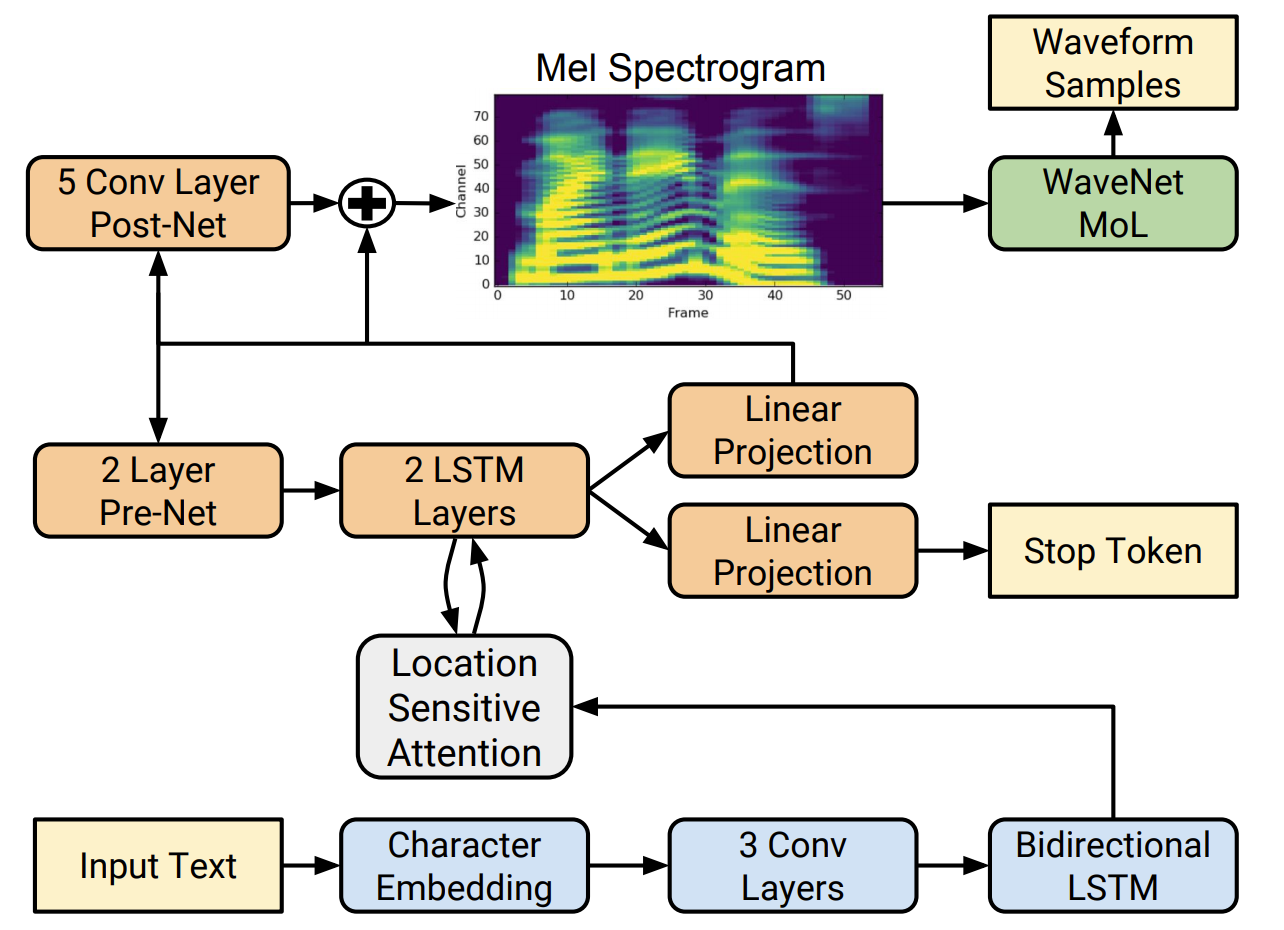 Waveform
Samples
Mel Spectrogram
5 Conv Layer
Post-Net
Channel
70
60
50
40
30
20
10
0
0 10 20 30 40 50
Frame
WaveNet
MoL
Linear
Projection
2 Layer
Pre-Net
2 LSTM
Layers
Linear
Projection
Stop Token
Location
Sensitive
Attention
Input Text
Character
Embedding
3 Conv
Layers
Bidirectional
LSTM